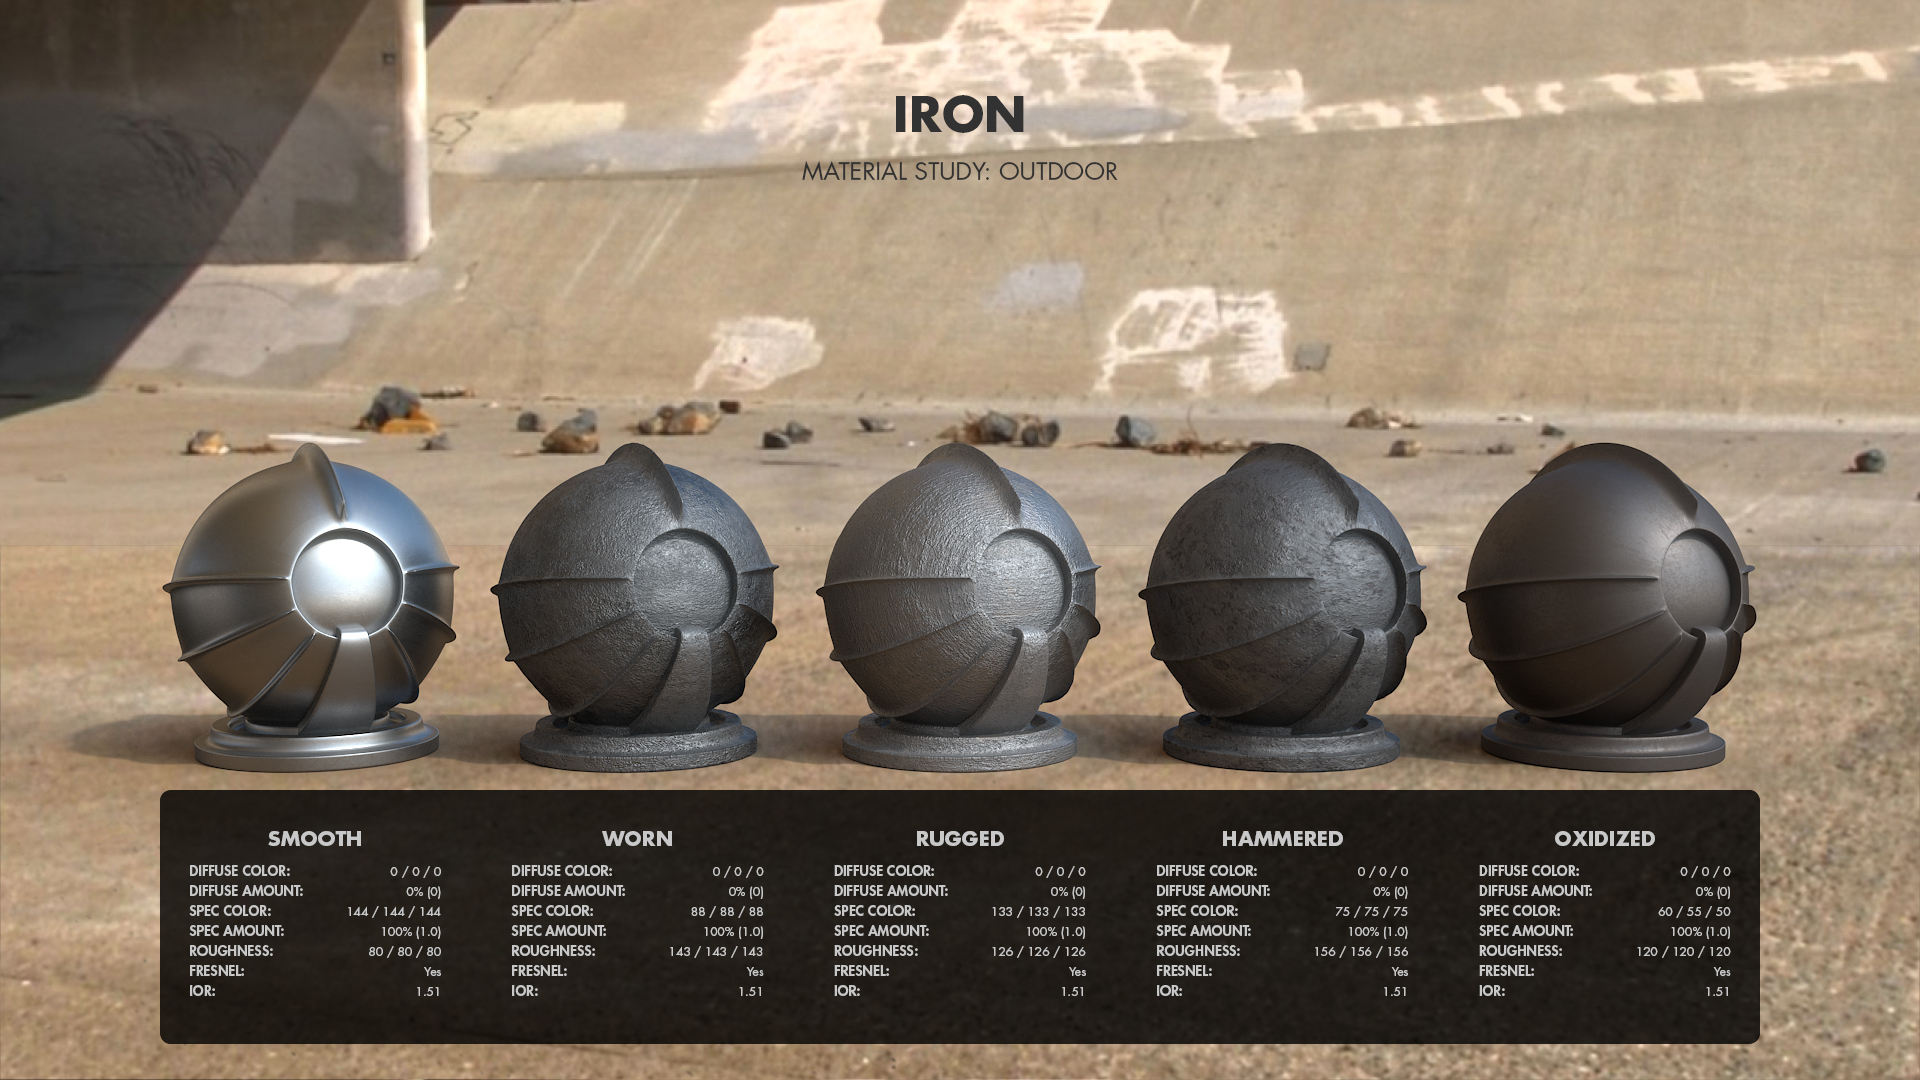 IRON
MATERIAL STUDY: OUTDOOR
SMOOTH
DIFFUSE COLOR: 0 / 0 / 0
DIFFUSE AMOUNT: 0% (0)
SPEC COLOR: 144 / 144 / 144
SPEC AMOUNT: 100% (1.0)
ROUGHNESS: 80 / 80 / 80
FRESNEL: Yes
IOR: 1.51
WORN
DIFFUSE COLOR: 0 / 0 / 0
DIFFUSE AMOUNT: 0% (0)
SPEC COLOR: 88 / 88 / 88
SPEC AMOUNT: 100% (1.0)
ROUGHNESS: 143 / 143 / 143
FRESNEL: Yes
IOR: 1.51
RUGGED
DIFFUSE COLOR: 0 / 0 / 0
DIFFUSE AMOUNT: 0% (0)
SPEC COLOR: 133 / 133 / 133
SPEC AMOUNT: 100% (1.0)
ROUGHNESS: 126 / 126 / 126
FRESNEL: Yes
IOR: 1.51
HAMMERED
DIFFUSE COLOR: 0 / 0 / 0
DIFFUSE AMOUNT: 0% (0)
SPEC COLOR: 75 / 75 / 75
SPEC AMOUNT: 100% (1.0)
ROUGHNESS: 156 / 156 / 156
FRESNEL: Yes
IOR: 1.51
OXIDIZED
DIFFUSE COLOR: 0 / 0 / 0
DIFFUSE AMOUNT: 0% (0)
SPEC COLOR: 60 / 55 / 50
SPEC AMOUNT: 100% (1.0)
ROUGHNESS: 120 / 120 / 120
FRESNEL: Yes
IOR: 1.51